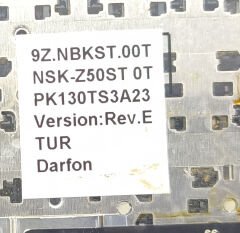 9Z.NBKST.00T
NSK-Z50ST 0T
PK130TS3A23
Version:Rev.E
TUR
Darfon